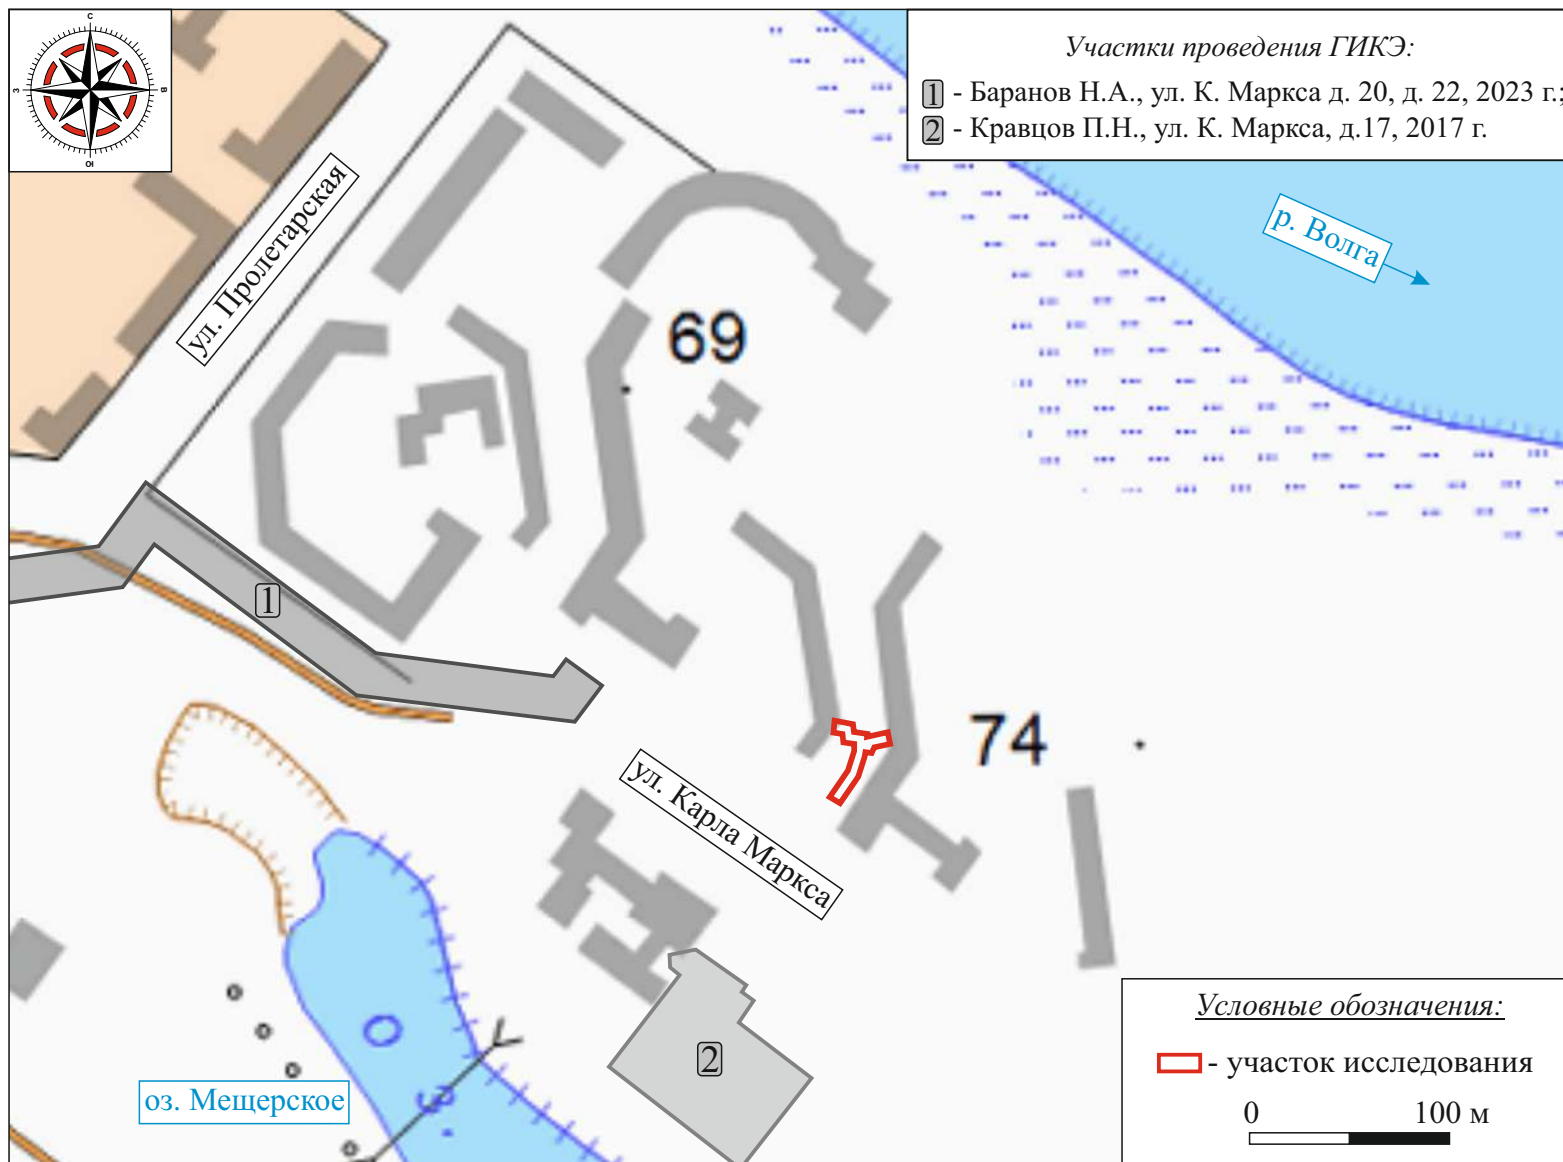 С
З
В
Ю
Участки проведения ГИКЭ:
1 - Баранов Н.А., ул. К. Маркса д. 20, д. 22, 2023 г.;
2 - Кравцов П.Н., ул. К. Маркса, д.17, 2017 г.
ул. Пролетарская
р. Волга
69
1
74
ул. Карла Маркса
О
З.
2
оз. Мещерское
Условные обозначения:
- участок исследования
0 100 м